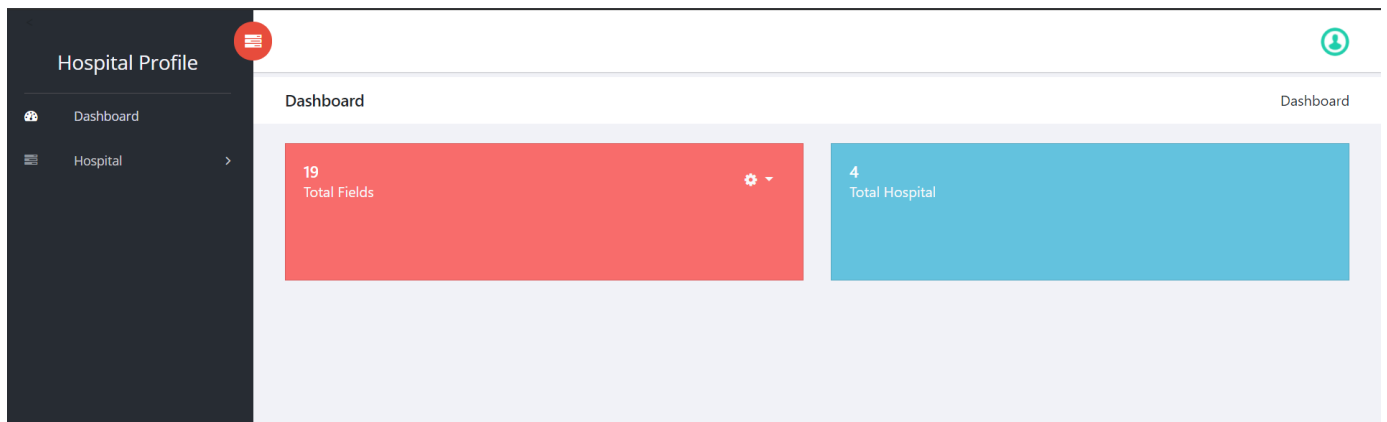 Hospital Profile
Dashboard
Hospital
Dashboard
Dashboard
19
Total Fields
4
Total Hospital